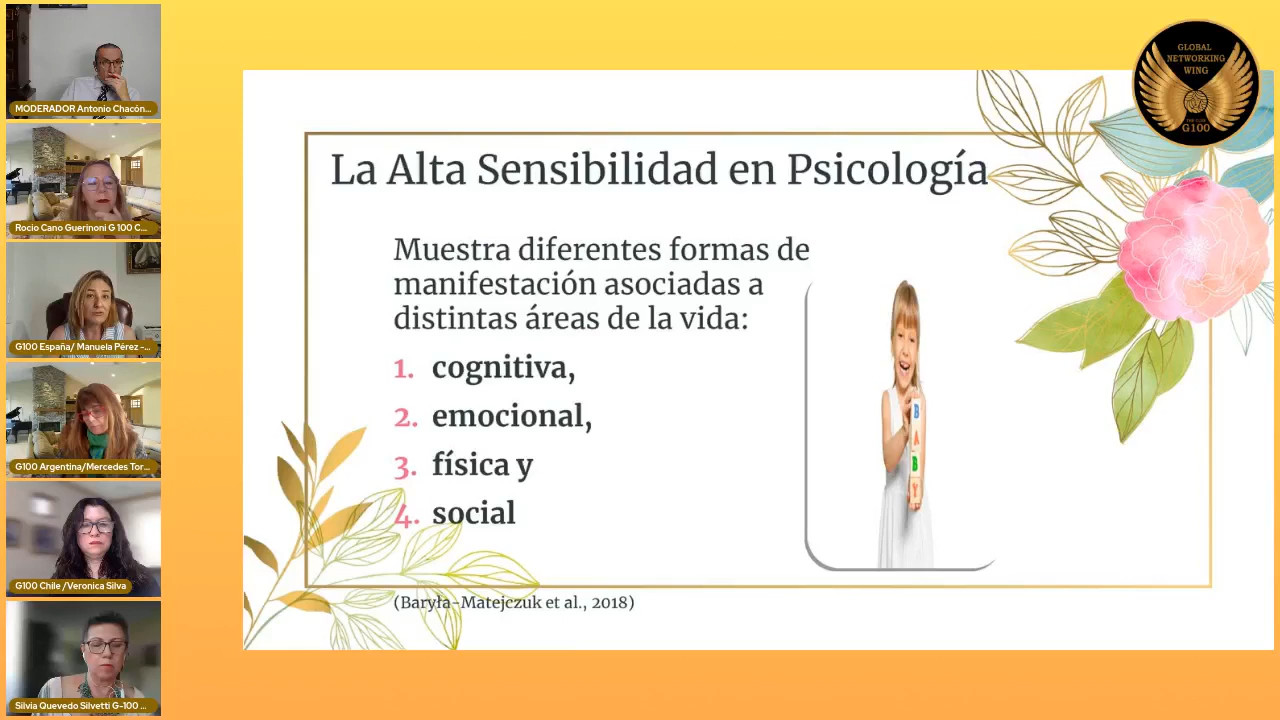 MODERADOR Antonio Chacón...
Rocio Cano Guerinoni G 100 C...
G100 España/ Manuela Pérez -...
G100 Argentina/Mercedes Tor...
G100 Chile /Veronica Silva
Silvia Quevedo Silvetti G-100 ...
La Alta Sensibilidad en Psicología
Muestra diferentes formas de
manifestación asociadas a
distintas áreas de la vida:
1. cognitiva,
2. emocional,
3. física y
4. social
(Baryła-Matejczuk et al., 2018)
B
A
B
Y
GLOBAL
NETWORKING
WING
G100